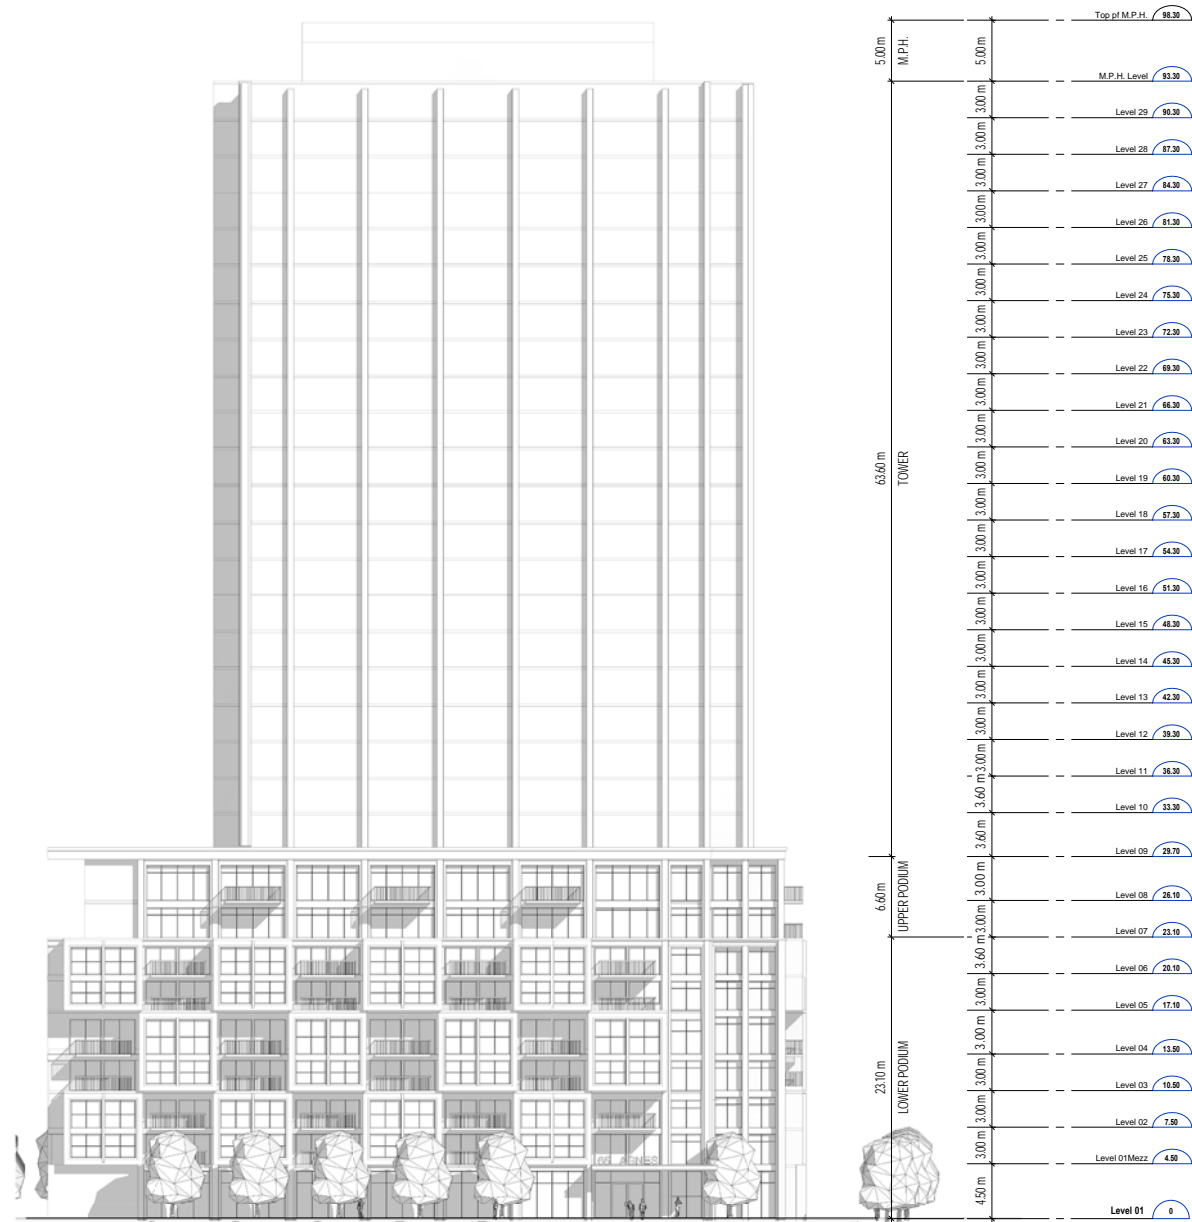 Top pf M.P.H. 98.30
5.00 m
M.P.H.
5.00 m
M.P.H. Level 93.30
3.00 m
Level 29 90.30
3.00 m
Level 28 87.30
3.00 m
Level 27 84.30
3.00 m
Level 26 81.30
3.00 m
Level 25 78.30
3.00 m
Level 24 75.30
3.00 m
Level 23 72.30
3.00 m
Level 22 69.30
3.00 m
Level 21 66.30
3.00 m
Level 20 63.30
63.60 m
TOWER
3.00 m
Level 19 60.30
3.00 m
Level 18 57.30
3.00 m
Level 17 54.30
3.00 m
Level 16 51.30
3.00 m
Level 15 48.30
3.00 m
Level 14 45.30
3.00 m
Level 13 42.30
3.00 m
Level 12 39.30
3.00 m
Level 11 36.30
3.60 m
Level 10 33.30
3.60 m
Level 09 29.70
6.60 m
UPPER PODIUM
3.00 m
Level 08 26.10
3.00 m
Level 07 23.10
3.60 m
Level 06 20.10
3.00 m
Level 05 17.10
3.00 m
Level 04 13.50
23.10 m
LOWER PODIUM
3.00 m
Level 03 10.50
3.00 m
Level 02 7.50
3.00 m
Level 01Mezz 4.50
65 AGNES
4.50 m
Level 01 0